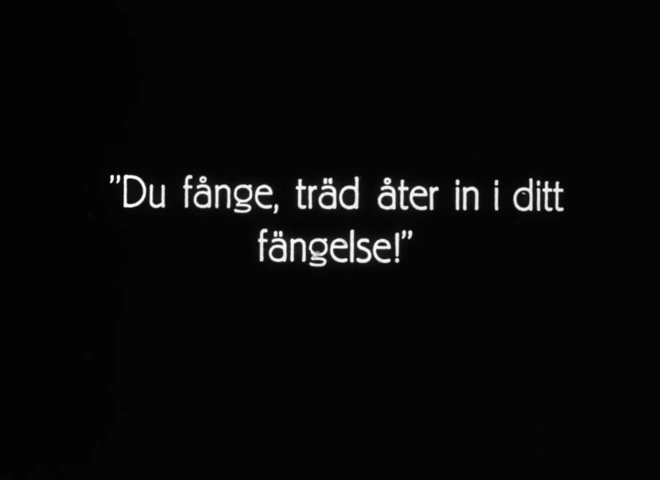 ”Du fånge, träd åter in i ditt
fängelse!”